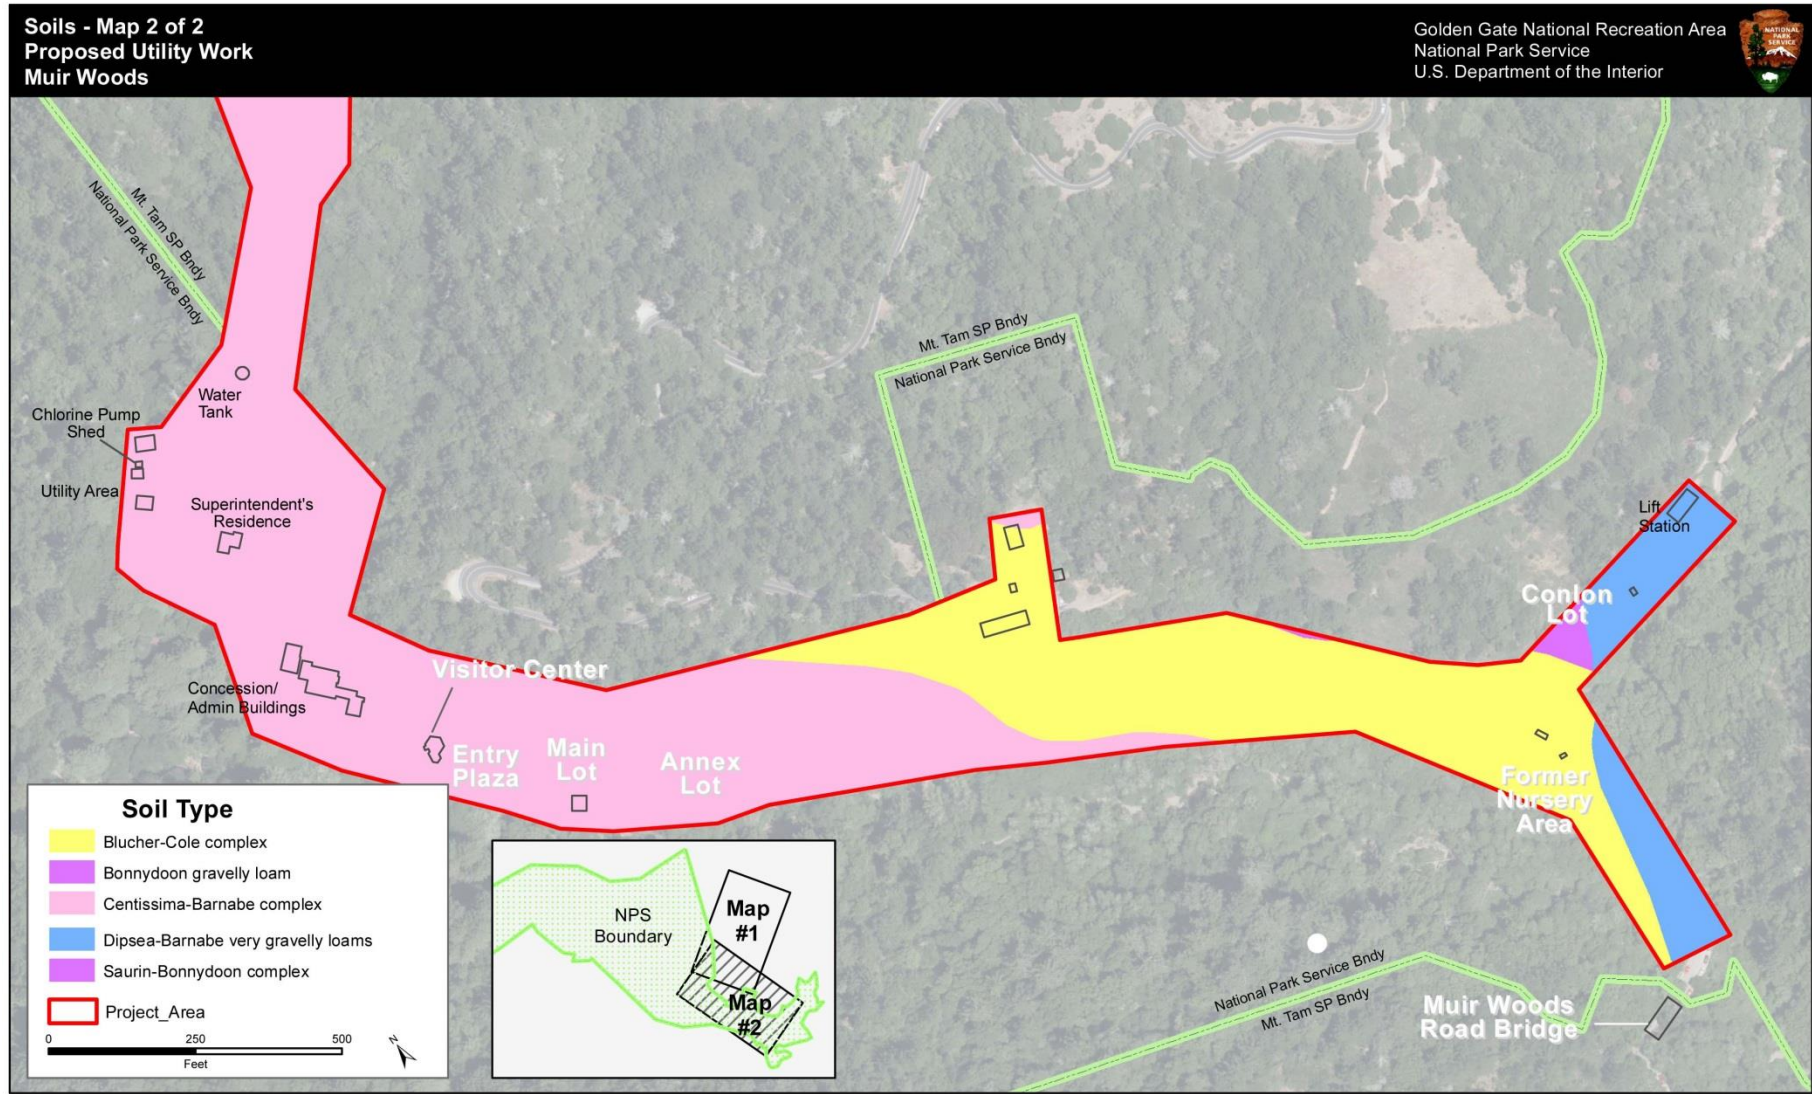 Soils - Map 2 of 2
Proposed Utility Work
Muir Woods
Golden Gate National Recreation Area
National Park Service
U.S. Department of the Interior
NATIONAL
PARK
SERVICE
Mt. Tam SP Bndy
National Park Service Bndy
Mt. Tam SP Bndy
National Park Service Bndy
Water
Tank
Chlorine Pump
Shed
Utility Area
Superintendent's
Residence
Lift
Station
Conlon
Lot
Visitor Center
Concession/
Admin Buildings
Entry
Plaza
Main
Lot
Annex
Lot
Former
Nursery
Area
National Park Service Bndy
Mt. Tam SP Bndy
Muir Woods
Road Bridge
Soil Type
Blucher-Cole complex
Bonnydoon gravelly loam
Centissima-Barnabe complex
Dipsea-Barnabe very gravelly loams
Saurin-Bonnydoon complex
Project_Area
0 250 500
Feet
N
NPS
Boundary
Map
#1
Map
#2